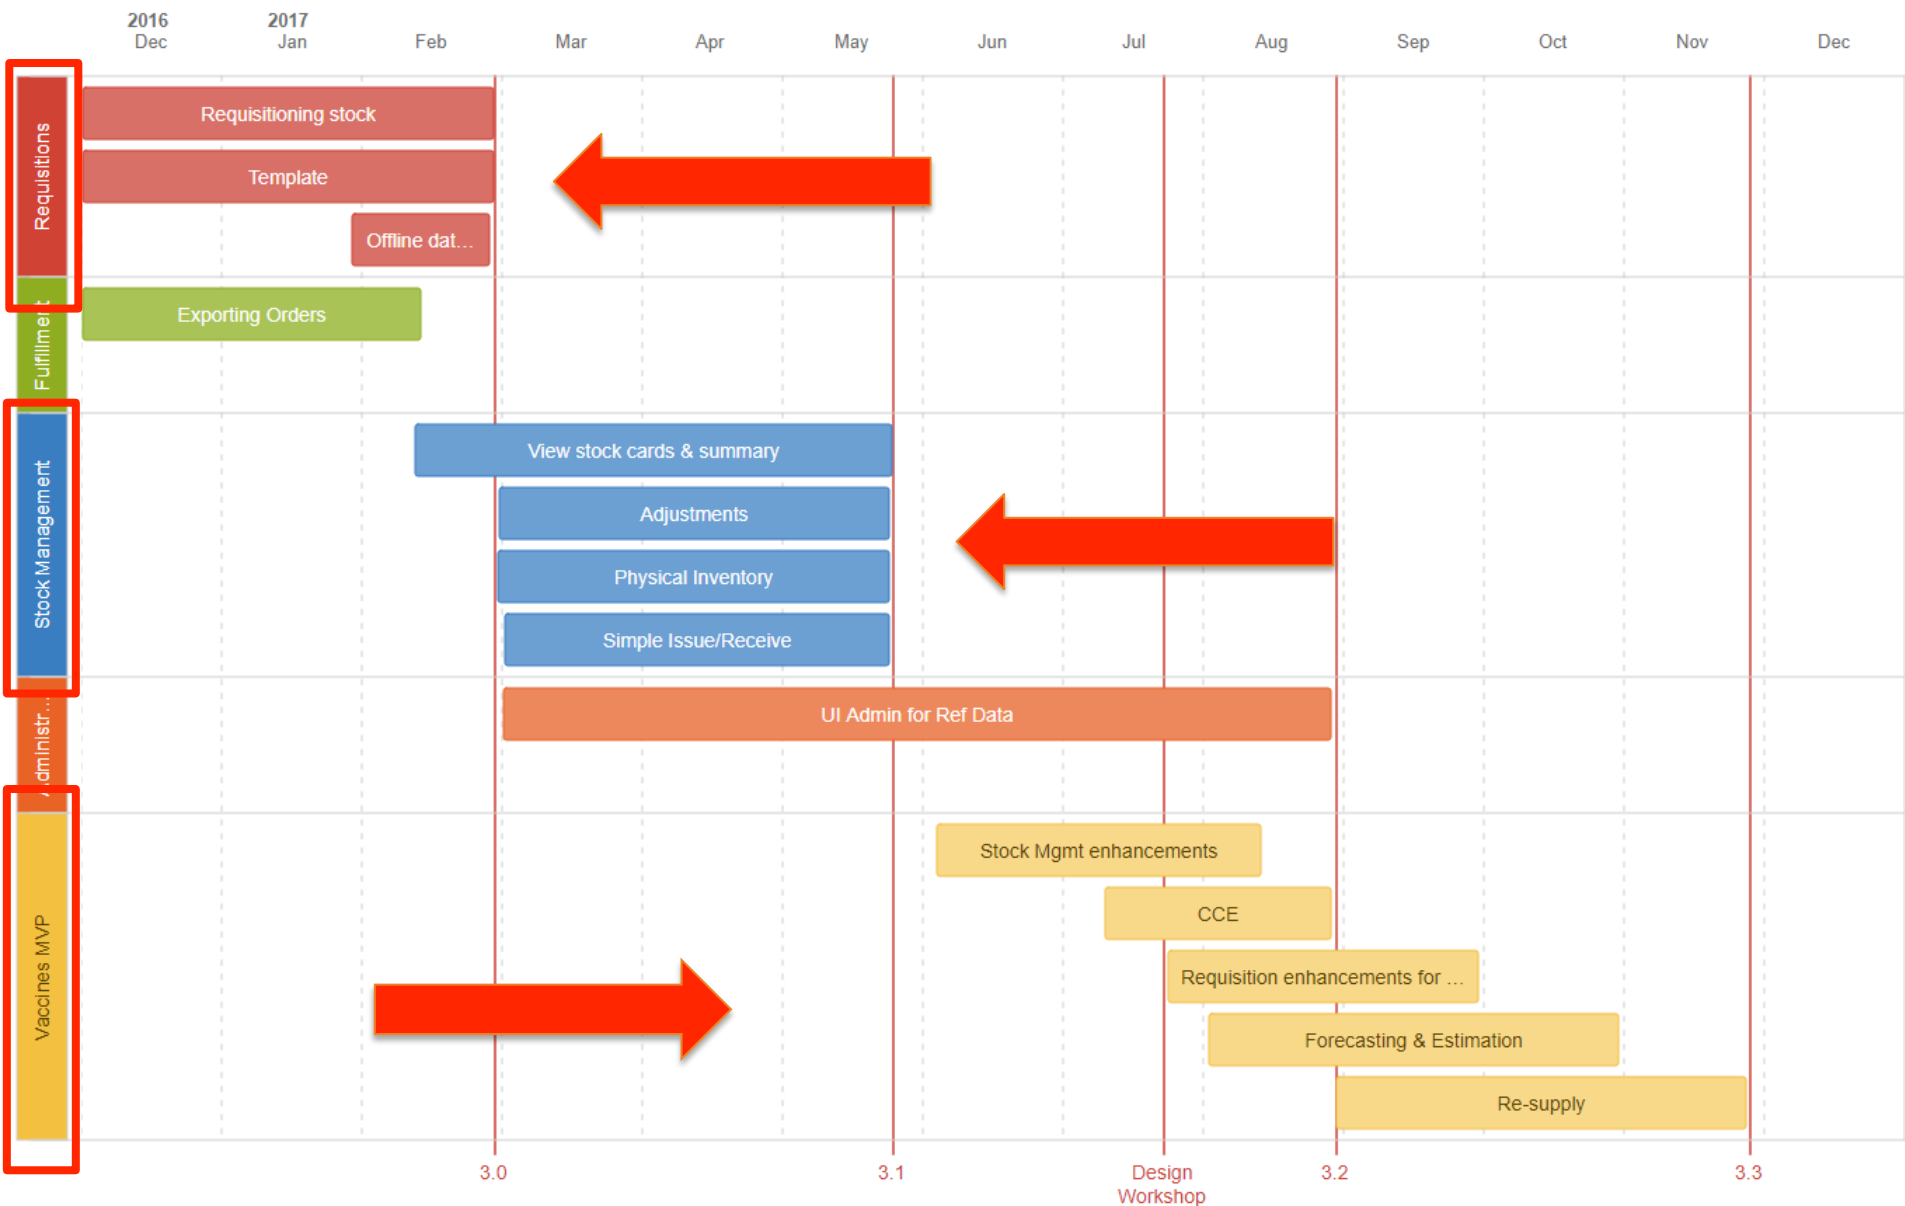 2016
2017
Dec
Jan
Feb
Mar
Apr
May
Jun
Jul
Aug
Sep
Oct
Nov
Dec
Requisitions
Requisitioning stock
Template
Offline dat...
Fulfillment
Exporting Orders
Stock Management
View stock cards & summary
Adjustments
Physical Inventory
Simple Issue/Receive
Administr...
UI Admin for Ref Data
Vaccines MVP
Stock Mgmt enhancements
CCE
Requisition enhancements for ...
Forecasting & Estimation
Re-supply
3.0
3.1
Design
Workshop
3.2
3.3